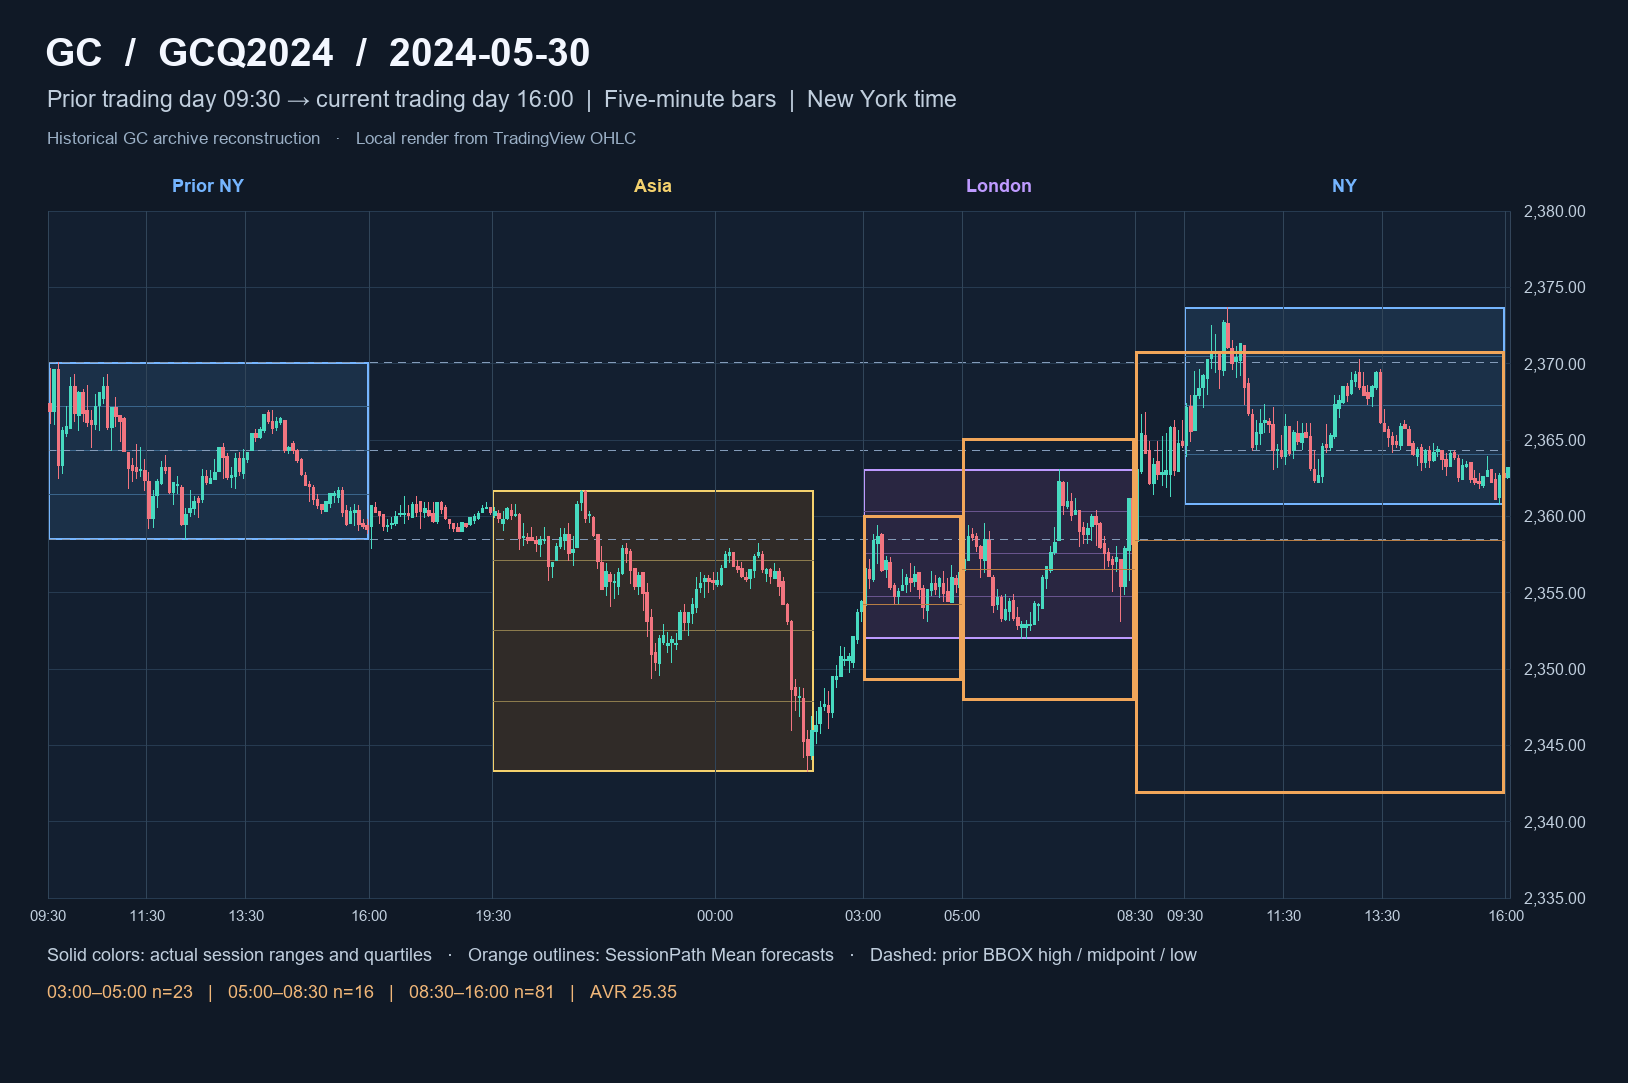 GC / GCQ2024 / 2024-05-30
Prior trading day 09:30 → current trading day 16:00 | Five-minute bars | New York time
Historical GC archive reconstruction · Local render from TradingView OHLC
Prior NY Asia London NY
2,380.00
2,375.00
2,370.00
2,365.00
2,360.00
2,355.00
2,350.00
2,345.00
2,340.00
2,335.00
09:30 11:30 13:30 16:00 19:30 00:00 03:00 05:00 08:30 09:30 11:30 13:30 16:00
Solid colors: actual session ranges and quartiles · Orange outlines: SessionPath Mean forecasts · Dashed: prior BBOX high / midpoint / low
03:00–05:00 n=23 | 05:00–08:30 n=16 | 08:30–16:00 n=81 | AVR 25.35